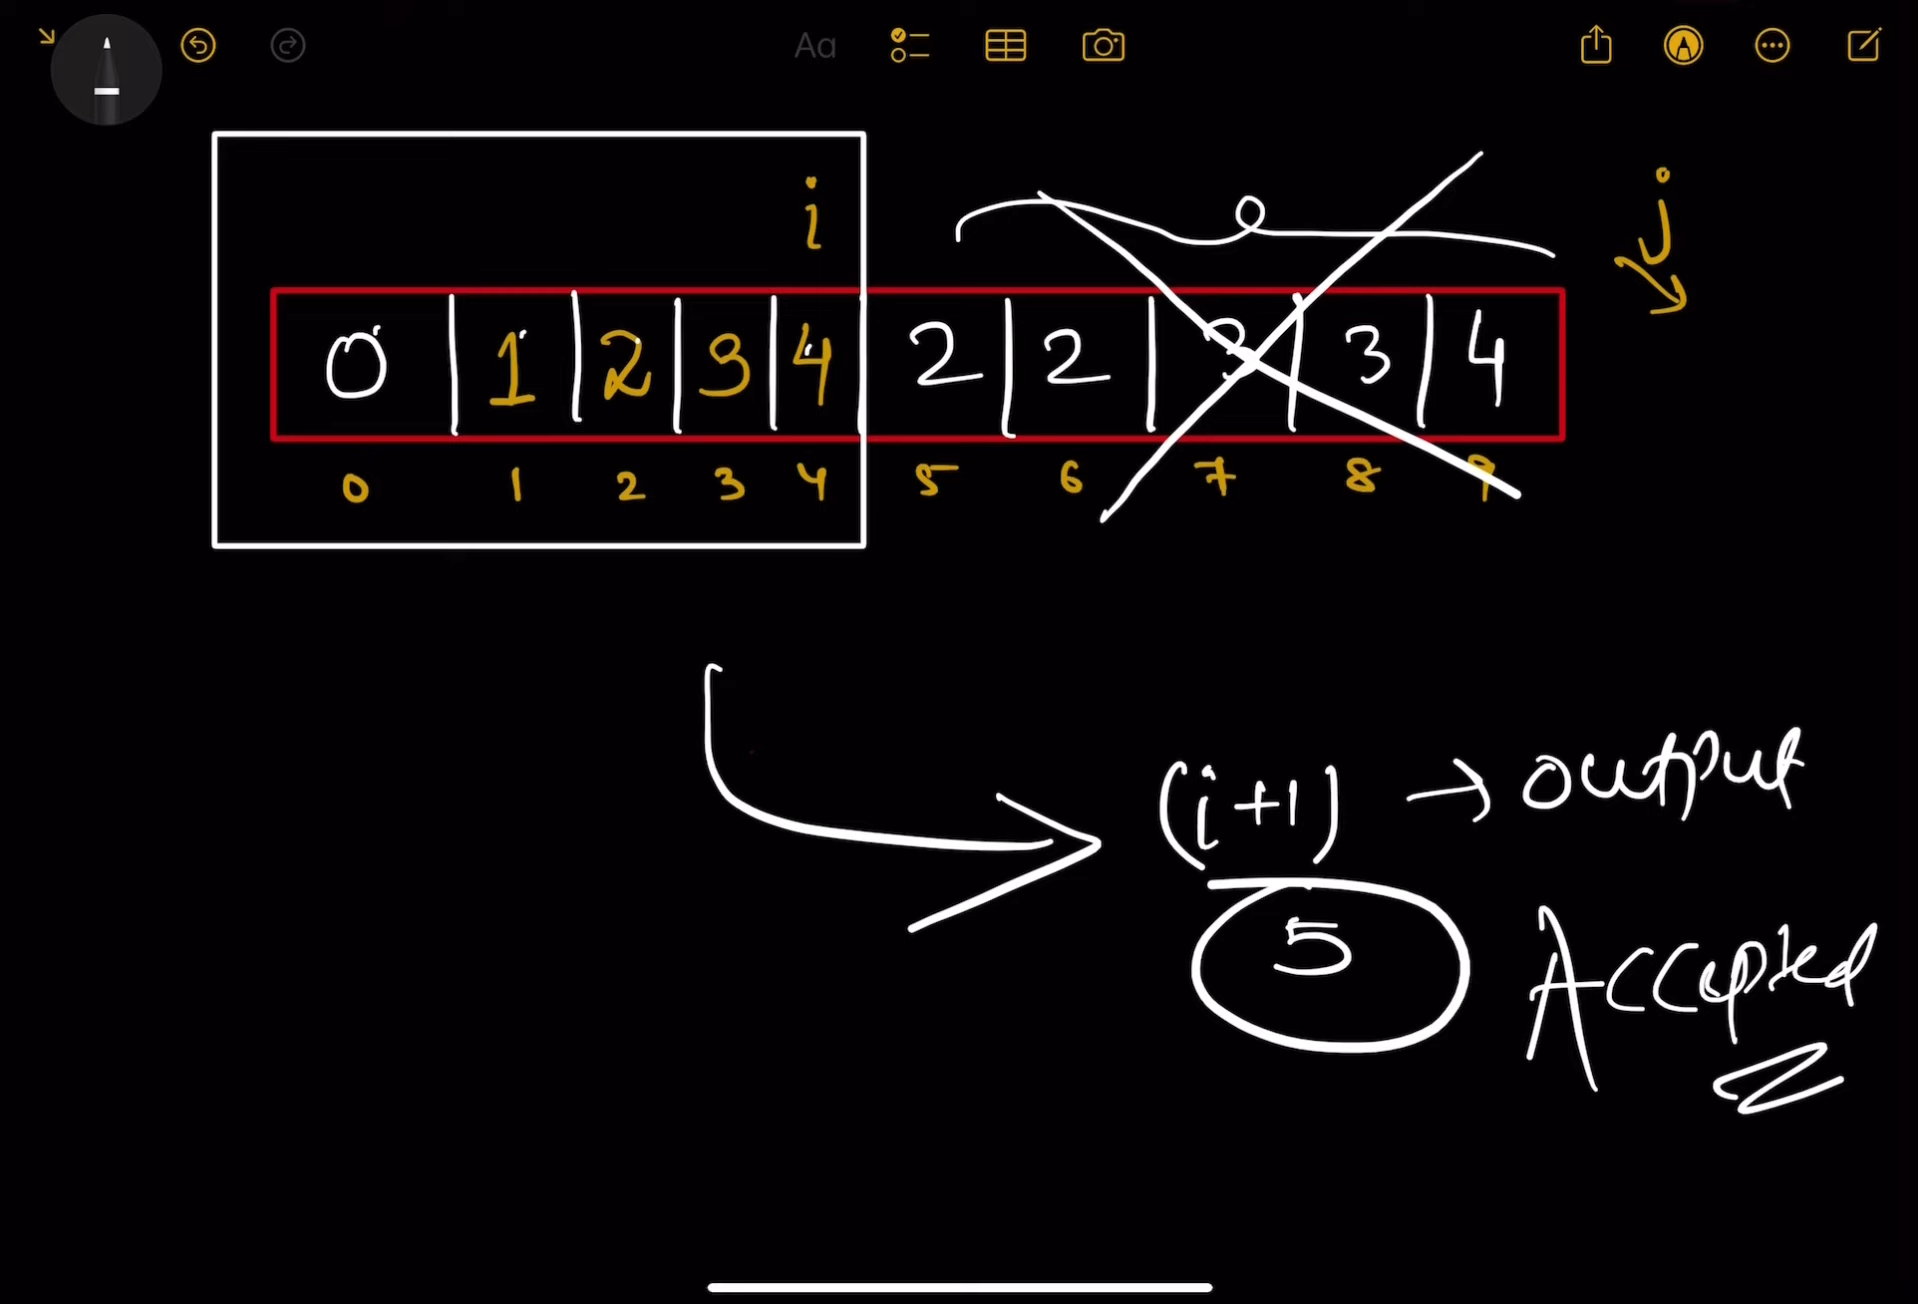 Aa
i
j
0 1 2 3 4 2 2 3 3 4
0 1 2 3 4 5 6 7 8 9
(i+1) → output
5
Accepted